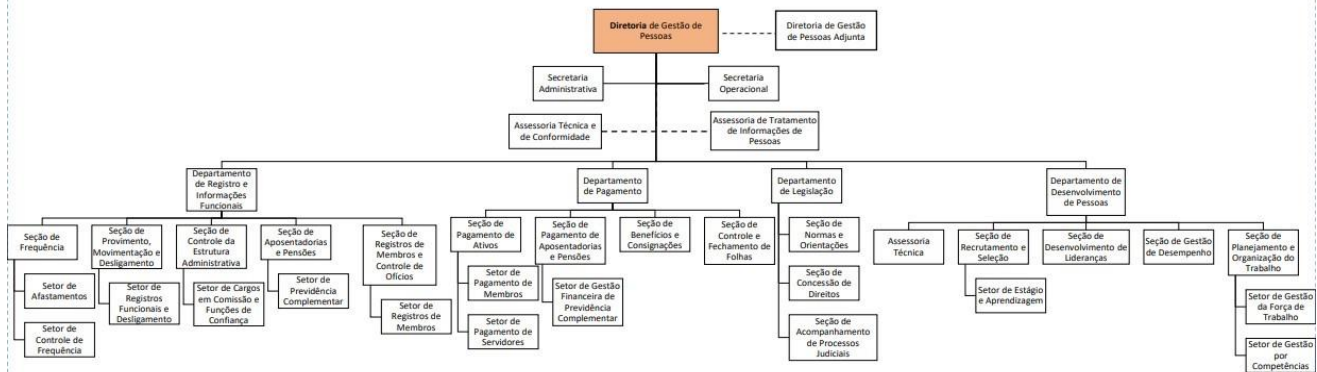 Diretoria de Gestão de
Pessoas
Diretoria de Gestão
de Pessoas Adjunta
Secretaria
Administrativa
Secretaria
Operacional
Assessoria Técnica e
de Conformidade
Assessoria de Tratamento
de Informações de
Pessoas
Departamento
de Registro e
Informações
Funcionais
Departamento
de Pagamento
Departamento
de Legislação
Departamento de
Desenvolvimento
de Pessoas
Seção de
Frequência
Setor de
Afastamentos
Setor de
Controle de
Frequência
Seção de
Provimento,
Movimentação e
Desligamento
Setor de
Registros
Funcionais e
Desligamento
Seção de
Controle da
Estrutura
Administrativa
Setor de Cargos
em Comissão e
Funções de
Confiança
Seção de
Aposentadorias
e Pensões
Setor de
Previdência
Complementar
Seção de
Registros de
Membros e
Controle de
Ofícios
Setor de
Registros de
Membros
Seção de
Pagamento de
Ativos
Setor de
Pagamento de
Membros
Setor de
Pagamento de
Servidores
Seção de
Pagamento de
Aposentadorias
e Pensões
Setor de Gestão
Financeira de
Previdência
Complementar
Seção de
Benefícios e
Consignações
Seção de
Controle e
Fechamento de
Folhas
Seção de
Normas e
Orientações
Seção de
Concessão de
Direitos
Seção de
Acompanhamento
de Processos
Judiciais
Assessoria
Técnica
Seção de
Recrutamento e
Seleção
Setor de Estágio
e Aprendizagem
Seção de
Desenvolvimento de
Lideranças
Seção de Gestão
de Desempenho
Seção de
Planejamento e
Organização do
Trabalho
Setor de Gestão
da Força de
Trabalho
Setor de Gestão
por
Competências